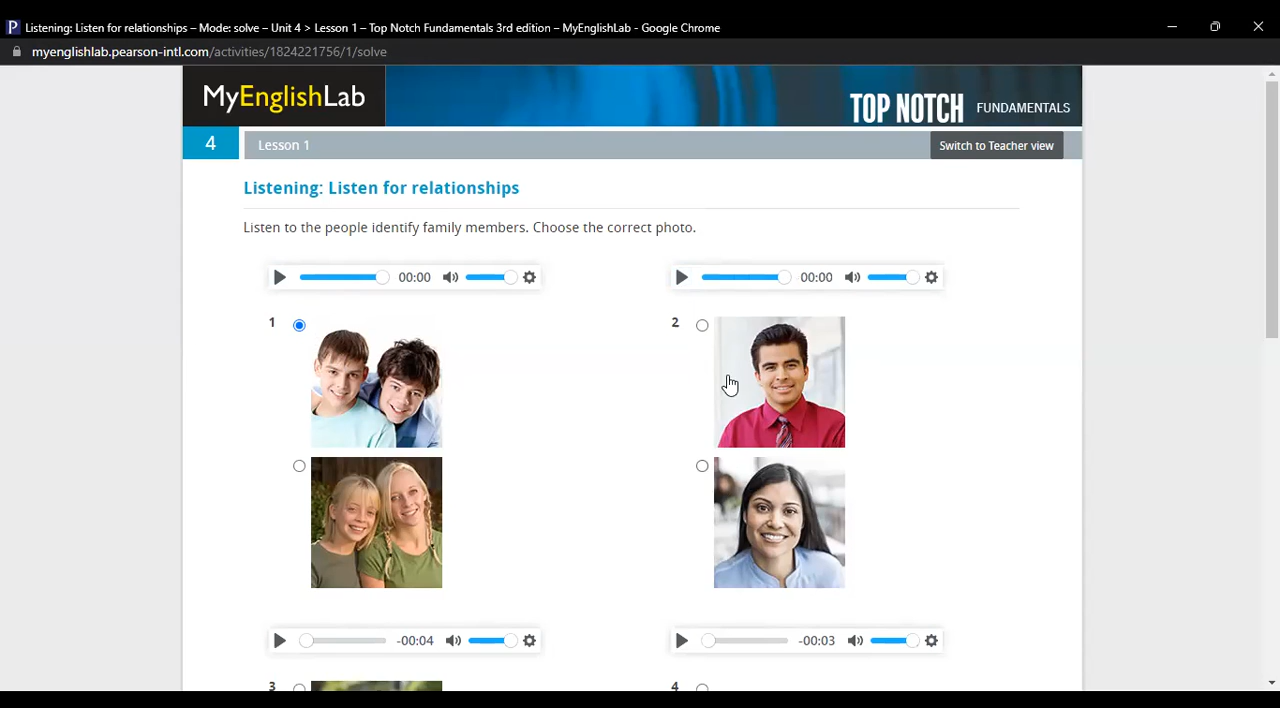 P Listening: Listen for relationships – Mode: solve – Unit 4 > Lesson 1 – Top Notch Fundamentals 3rd edition – MyEnglishLab - Google Chrome
myenglishlab.pearson-intl.com/activities/1824221756/1/solve
MyEnglishLab
TOP NOTCH FUNDAMENTALS
4 Lesson 1 Switch to Teacher view
Listening: Listen for relationships
Listen to the people identify family members. Choose the correct photo.
00:00 00:00
1 2
-00:04 -00:03
3 4